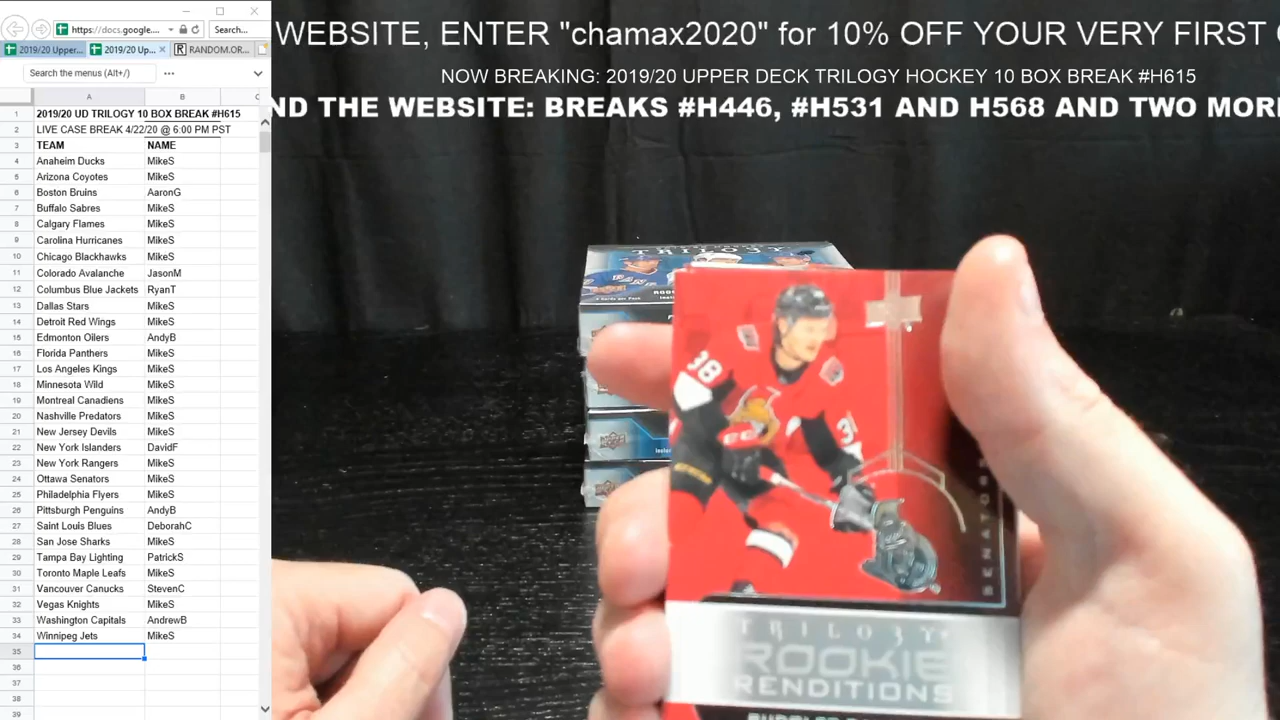 https://docs.google....
Search...
2019/20 Upper...
2019/20 Up...
RANDOM.OR...
Search the menus (Alt+/)
A B C
1 2019/20 UD TRILOGY 10 BOX BREAK #H615
2 LIVE CASE BREAK 4/22/20 @ 6:00 PM PST
3 TEAM NAME
4 Anaheim Ducks MikeS
5 Arizona Coyotes MikeS
6 Boston Bruins AaronG
7 Buffalo Sabres MikeS
8 Calgary Flames MikeS
9 Carolina Hurricanes MikeS
10 Chicago Blackhawks MikeS
11 Colorado Avalanche JasonM
12 Columbus Blue Jackets RyanT
13 Dallas Stars MikeS
14 Detroit Red Wings MikeS
15 Edmonton Oilers AndyB
16 Florida Panthers MikeS
17 Los Angeles Kings MikeS
18 Minnesota Wild MikeS
19 Montreal Canadiens MikeS
20 Nashville Predators MikeS
21 New Jersey Devils MikeS
22 New York Islanders DavidF
23 New York Rangers MikeS
24 Ottawa Senators MikeS
25 Philadelphia Flyers MikeS
26 Pittsburgh Penguins AndyB
27 Saint Louis Blues DeborahC
28 San Jose Sharks MikeS
29 Tampa Bay Lighting PatrickS
30 Toronto Maple Leafs MikeS
31 Vancouver Canucks StevenC
32 Vegas Knights MikeS
33 Washington Capitals AndrewB
34 Winnipeg Jets MikeS
35
36
37
38
39
WEBSITE, ENTER "chamax2020" for 10% OFF YOUR VERY FIRST
NOW BREAKING: 2019/20 UPPER DECK TRILOGY HOCKEY 10 BOX BREAK #H615
ND THE WEBSITE: BREAKS #H446, #H531 AND H568 AND TWO MOR
TRILOGY
38
SENATORS
TRILOGY
ROOKIE
RENDITIONS